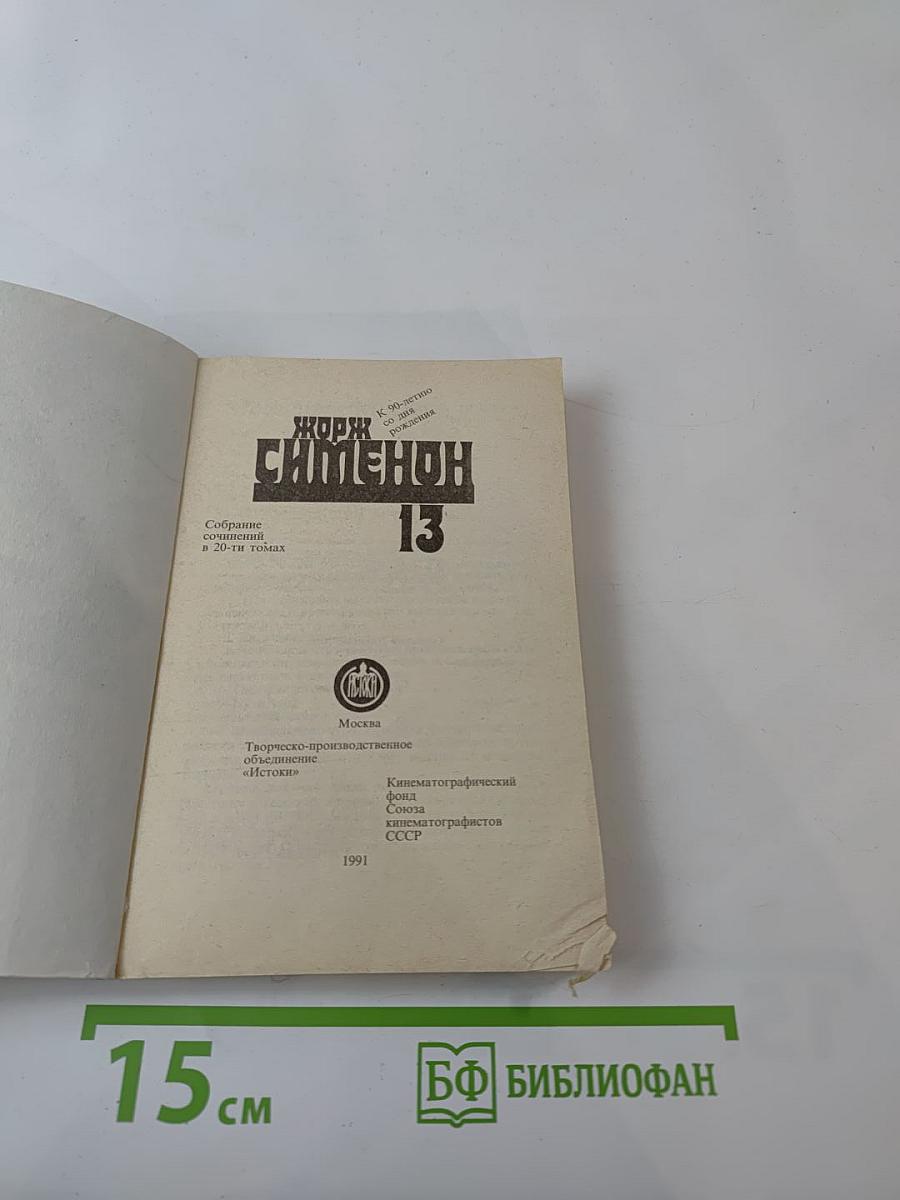 К 90-летию
со дня
рождения
ЖОРЖ
СИМЕНОН
13
Собрание
сочинений
в 20-ти томах
ИСТОКИ
Москва
Творческо-производственное
объединение
«Истоки»
Кинематографический
фонд
Союза
кинематографистов
СССР
1991
15 см
БФ БИБЛИОФАН